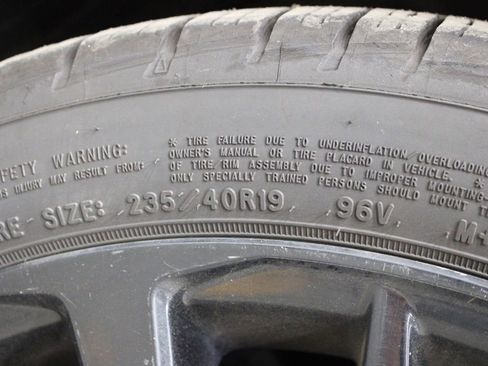 FETY WARNING:
INJURY MAY RESULT FROM:
* TIRE FAILURE DUE TO UNDERINFLATION/OVERLOADING
OWNER'S MANUAL OR TIRE PLACARD IN VEHICLE. *
OF TIRE/RIM ASSEMBLY DUE TO IMPROPER MOUNTING-
ONLY SPECIALLY TRAINED PERSONS SHOULD MOUNT
RE SIZE: 235/40R19 96V M+